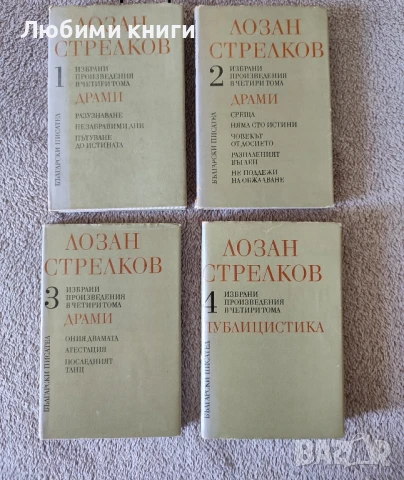 Любими книги
ЛОЗАН
СТРЕЛКОВ
1
ИЗБРАНИ
ПРОИЗВЕДЕНИЯ
В ЧЕТИРИ ТОМА
ДРАМИ
РАЗУЗНАВАНЕ
НЕЗАБРАВИМИ ДНИ
ПЪТУВАНЕ
ДО ИСТИНАТА
БЪЛГАРСКИ ПИСАТЕЛ
ЛОЗАН
СТРЕЛКОВ
2
ИЗБРАНИ
ПРОИЗВЕДЕНИЯ
В ЧЕТИРИ ТОМА
ДРАМИ
СРЕЩА
НЯМА СТО ИСТИНИ
ЧОВЕКЪТ
ОТ ДОСИЕТО
РАЗПАЛЕНИЯТ
ВЪГЛЕН
НЕ ПОДЛЕЖИ
НА ОБЖАЛВАНЕ
БЪЛГАРСКИ ПИСАТЕЛ
ЛОЗАН
СТРЕЛКОВ
3
ИЗБРАНИ
ПРОИЗВЕДЕНИЯ
В ЧЕТИРИ ТОМА
ДРАМИ
ОНИЯ ДВАМАТА
АТЕСТАЦИЯ
ПОСЛЕДНИЯТ
ТАНЦ
БЪЛГАРСКИ ПИСАТЕЛ
ЛОЗАН
СТРЕЛКОВ
4
ИЗБРАНИ
ПРОИЗВЕДЕНИЯ
В ЧЕТИРИ ТОМА
ПУБЛИЦИСТИКА
БЪЛГАРСКИ ПИСАТЕЛ